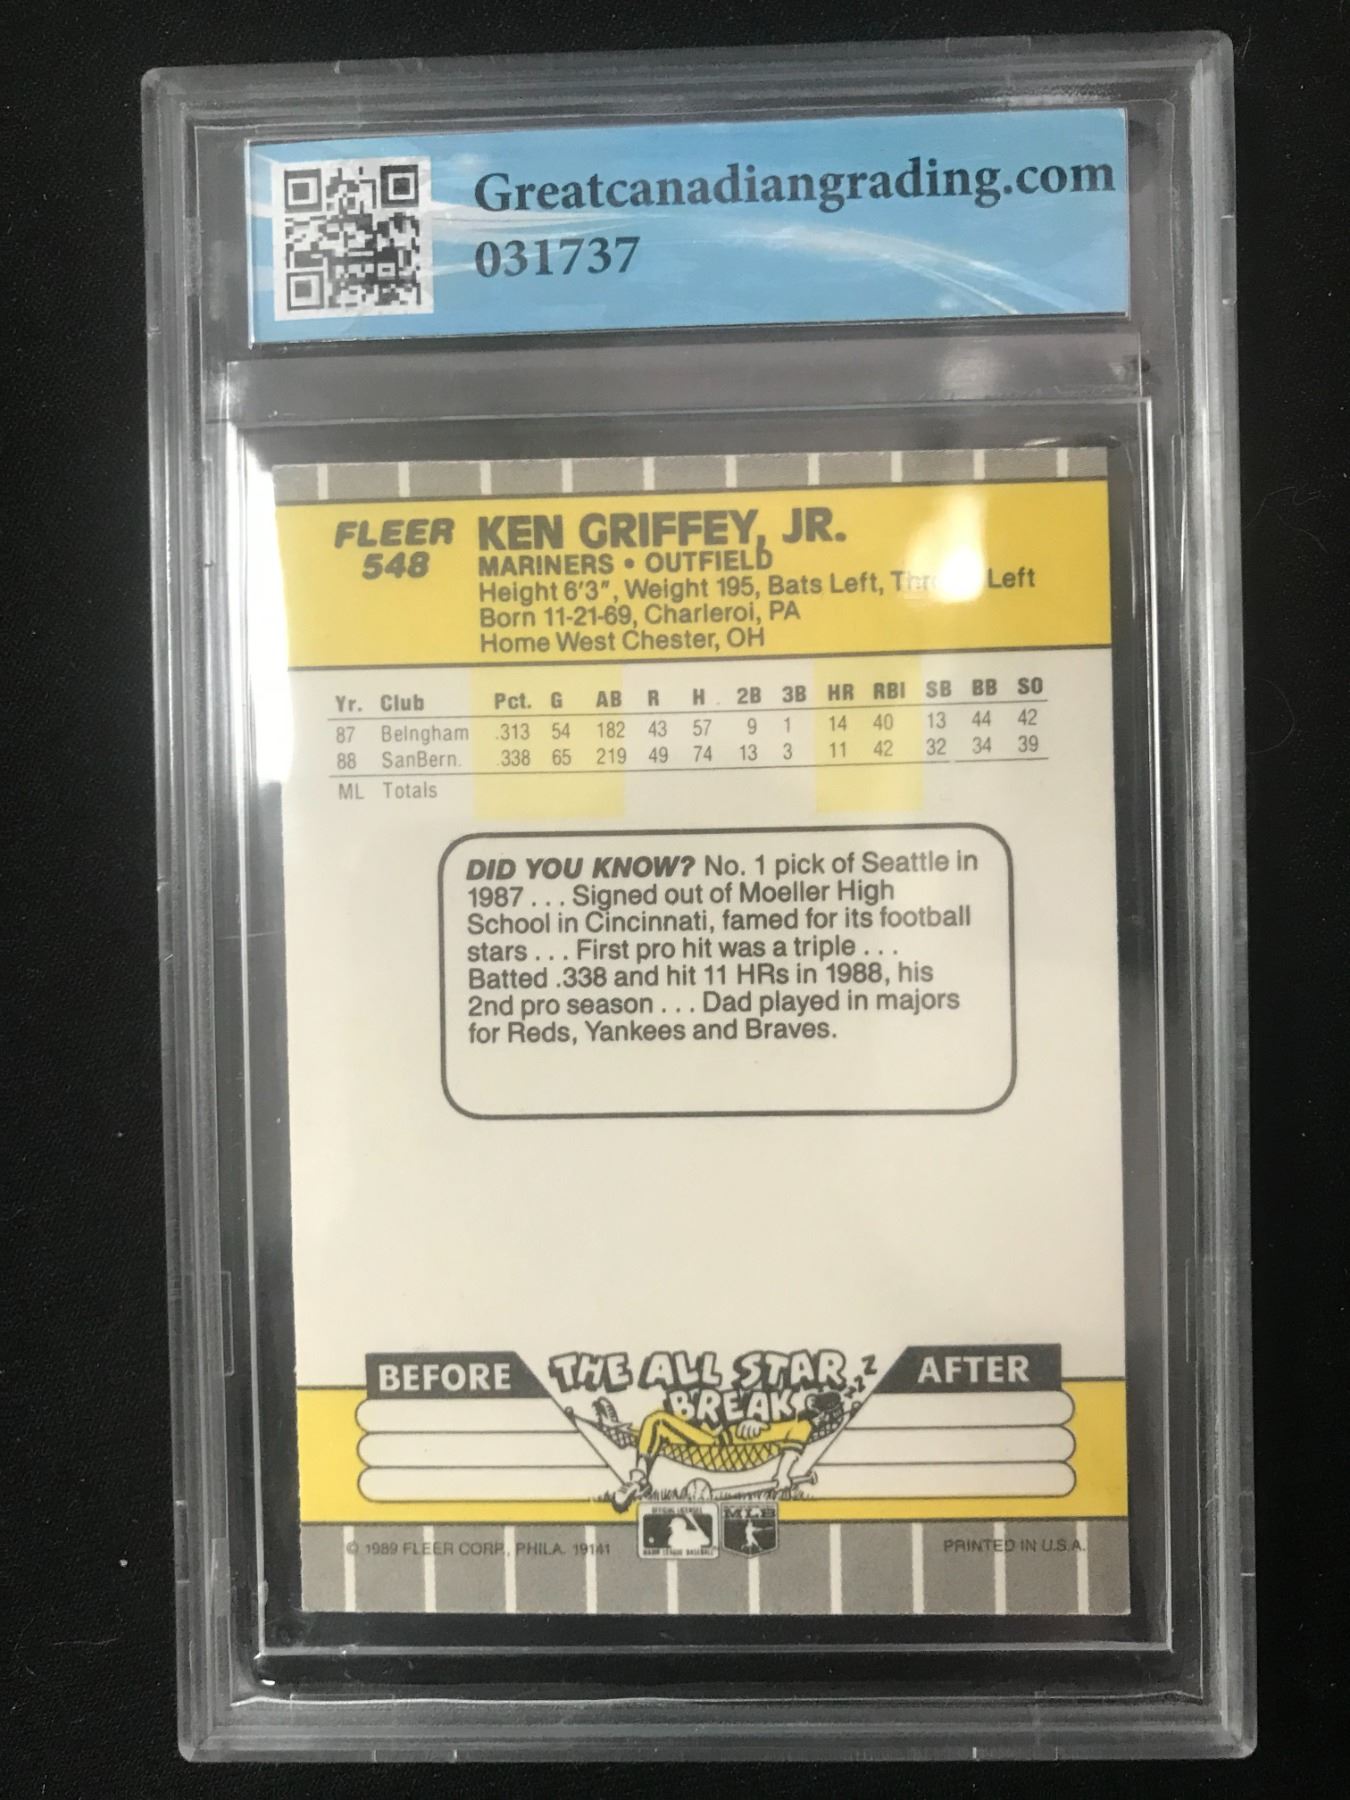 Greatcanadiangrading.com
031737
FLEER
548
KEN GRIFFEY, JR.
MARINERS • OUTFIELD
Height 6'3", Weight 195, Bats Left, Left
Born 11-21-69, Charleroi, PA
Home West Chester, OH
Yr. Club Pct. G AB R H 2B 3B HR RBI SB BB SO
87 Belngham .313 54 182 43 57 9 1 14 40 13 44 42
88 SanBern. .338 65 219 49 74 13 3 11 42 32 34 39
ML Totals
DID YOU KNOW? No. 1 pick of Seattle in
1987 . . . Signed out of Moeller High
School in Cincinnati, famed for its football
stars . . . First pro hit was a triple . . .
Batted .338 and hit 11 HRs in 1988, his
2nd pro season . . . Dad played in majors
for Reds, Yankees and Braves.
BEFORE
THE ALL STAR
BREAK
ZZZ
AFTER
MLB
© 1989 FLEER CORP., PHILA. 19141
PRINTED IN U.S.A.